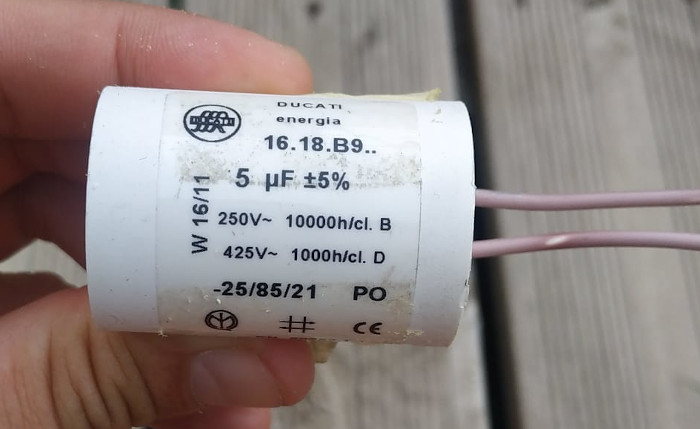 DUCATI
DUCATI
energia
16.18.B9..
5 µF ±5%
W 16/11
250V~ 10000h/cl. B
425V~ 1000h/cl. D
-25/85/21 PO
CE